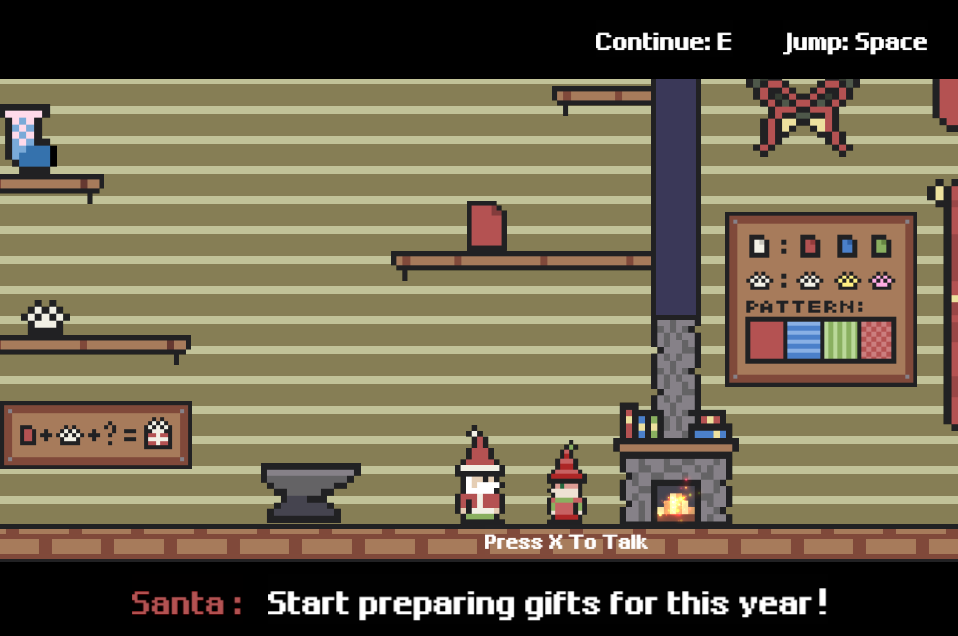 Continue: E Jump: Space
PATTERN:
+ + ? =
Press X To Talk
Santa: Start preparing gifts for this year!